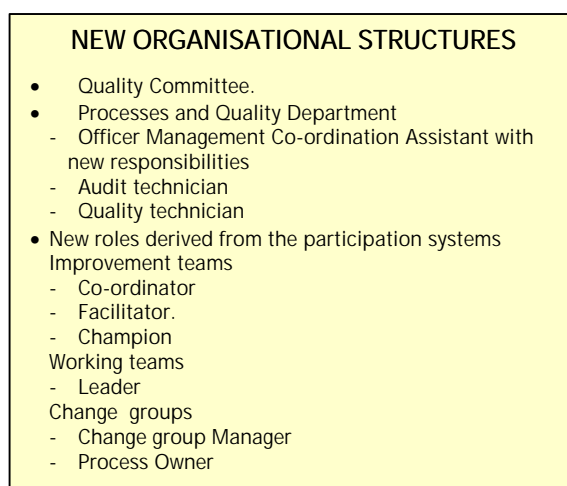 NEW ORGANISATIONAL STRUCTURES
• Quality Committee.
• Processes and Quality Department
- Officer Management Co-ordination Assistant with
new responsibilities
- Audit technician
- Quality technician
• New roles derived from the participation systems
Improvement teams
- Co-ordinator
- Facilitator.
- Champion
Working teams
- Leader
Change groups
- Change group Manager
- Process Owner